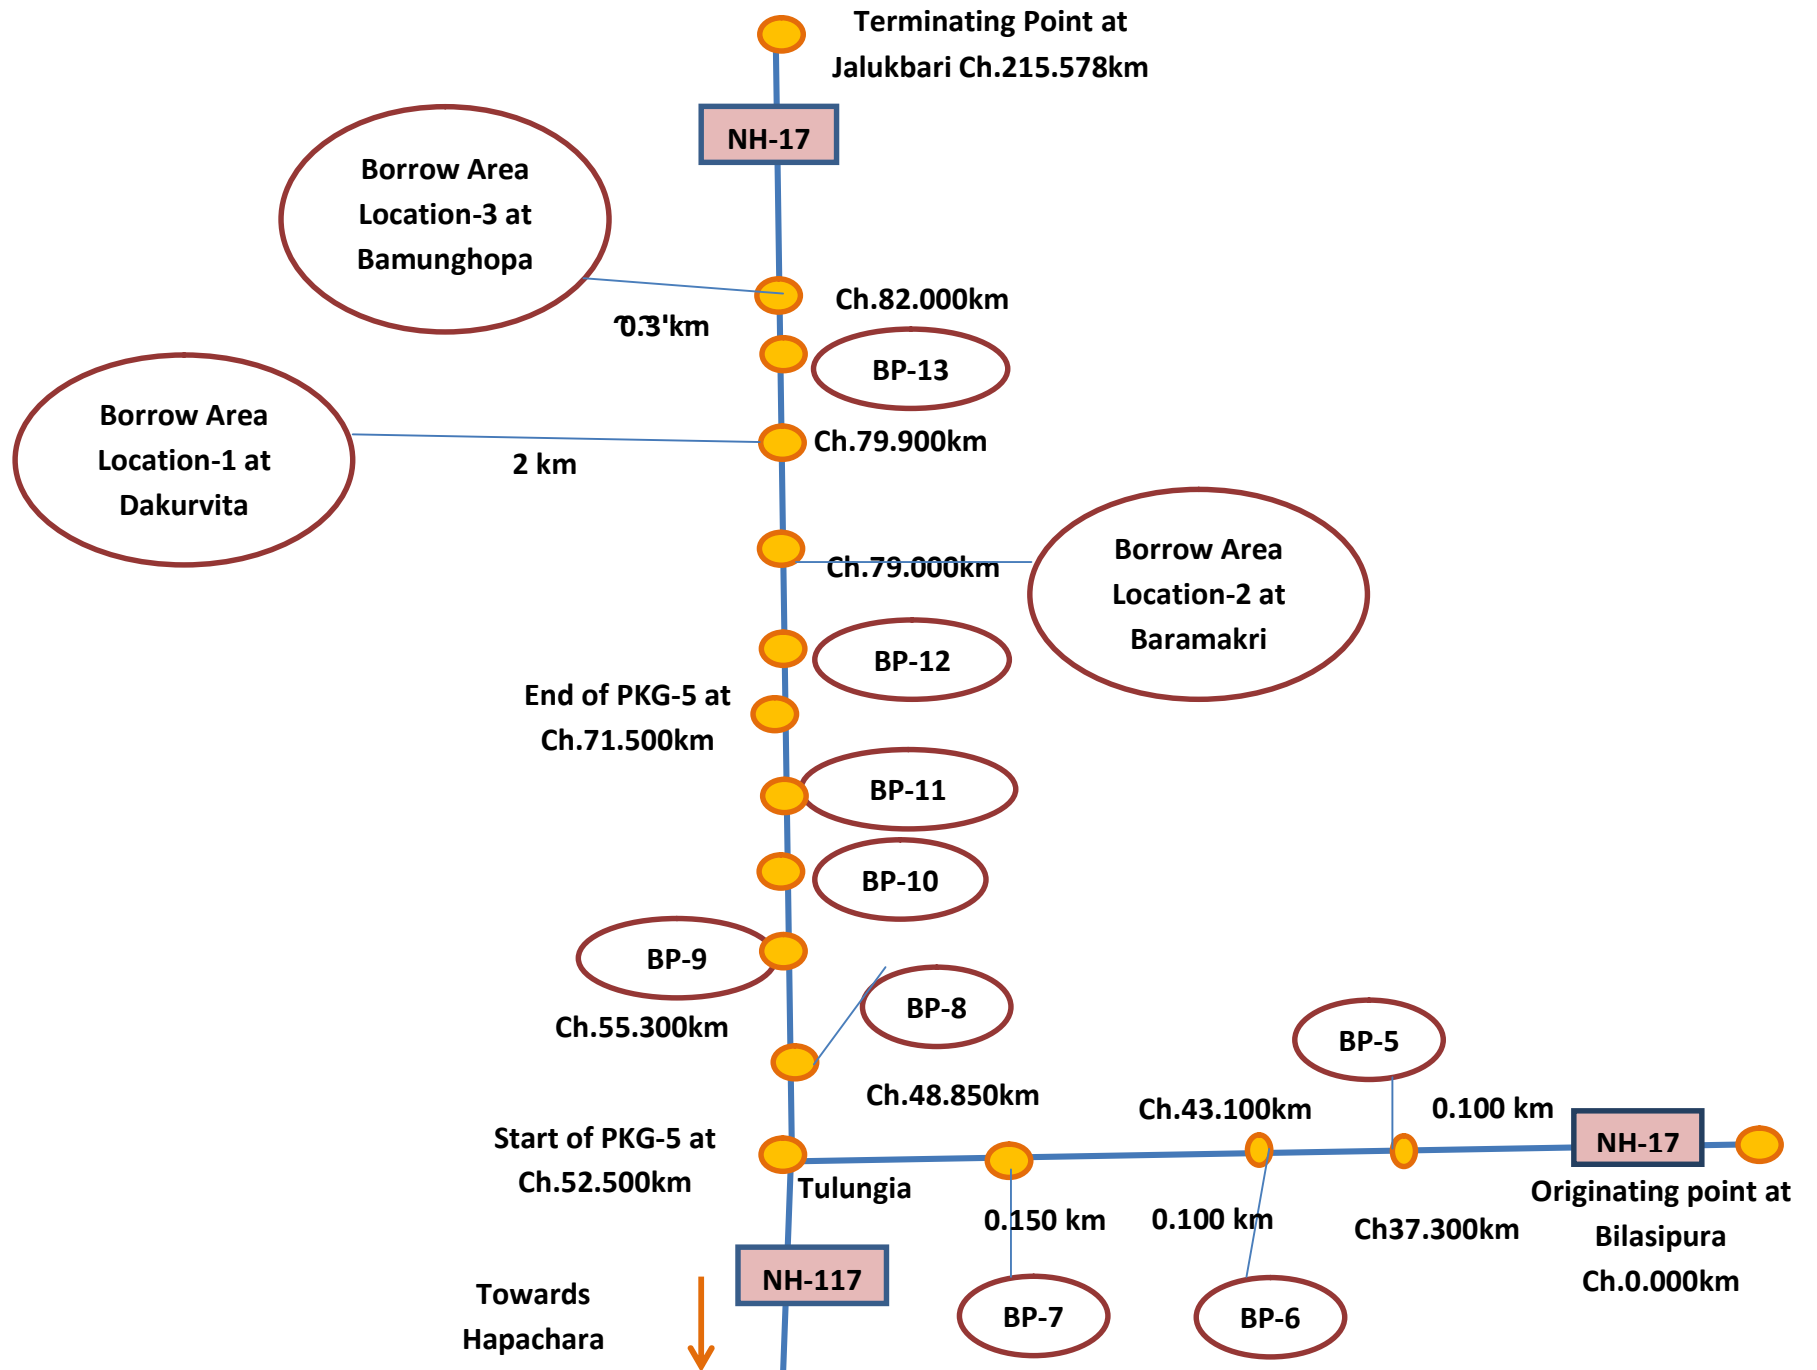 Terminating Point at
Jalukbari Ch.215.578km
NH-17
Borrow Area
Location-3 at
Bamunghopa
Ch.82.000km
0.3 km
BP-13
Borrow Area
Location-1 at
Dakurvita
2 km
Ch.79.900km
Ch.79.000km
Borrow Area
Location-2 at
Baramakri
BP-12
End of PKG-5 at
Ch.71.500km
BP-11
BP-10
BP-9
Ch.55.300km
BP-8
Ch.48.850km
BP-5
Ch.43.100km
0.100 km
NH-17
Start of PKG-5 at
Ch.52.500km
Tulungia
0.150 km
0.100 km
Ch37.300km
Originating point at
Bilasipura
Ch.0.000km
NH-117
Towards
Hapachara
BP-7
BP-6